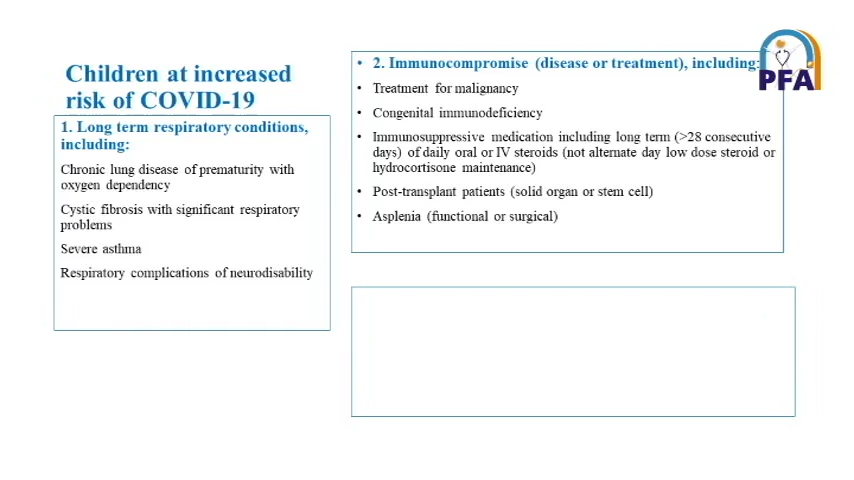 Children at increased
risk of COVID-19
1. Long term respiratory conditions,
including:
Chronic lung disease of prematurity with
oxygen dependency
Cystic fibrosis with significant respiratory
problems
Severe asthma
Respiratory complications of neurodisability
• 2. Immunocompromise (disease or treatment), including:
• Treatment for malignancy
• Congenital immunodeficiency
• Immunosuppressive medication including long term (>28 consecutive
days) of daily oral or IV steroids (not alternate day low dose steroid or
hydrocortisone maintenance)
• Post-transplant patients (solid organ or stem cell)
• Asplenia (functional or surgical)
PFA